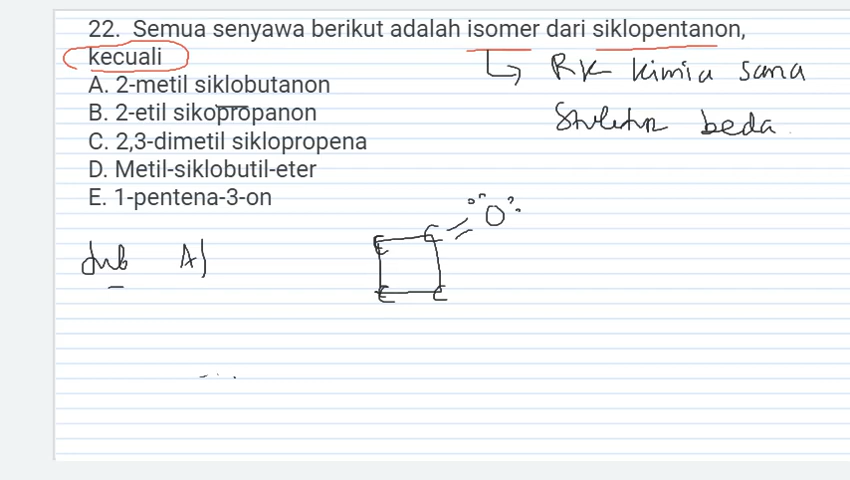 22. Semua senyawa berikut adalah isomer dari siklopentanon,
kecuali
RK kimia sama
A. 2-metil siklobutanon
B. 2-etil sikopropanon
beda
C. 2,3-dimetil siklopropena
D. Metil-siklobutil-eter
E. 1-pentena-3-on
O
C C
A)
C C